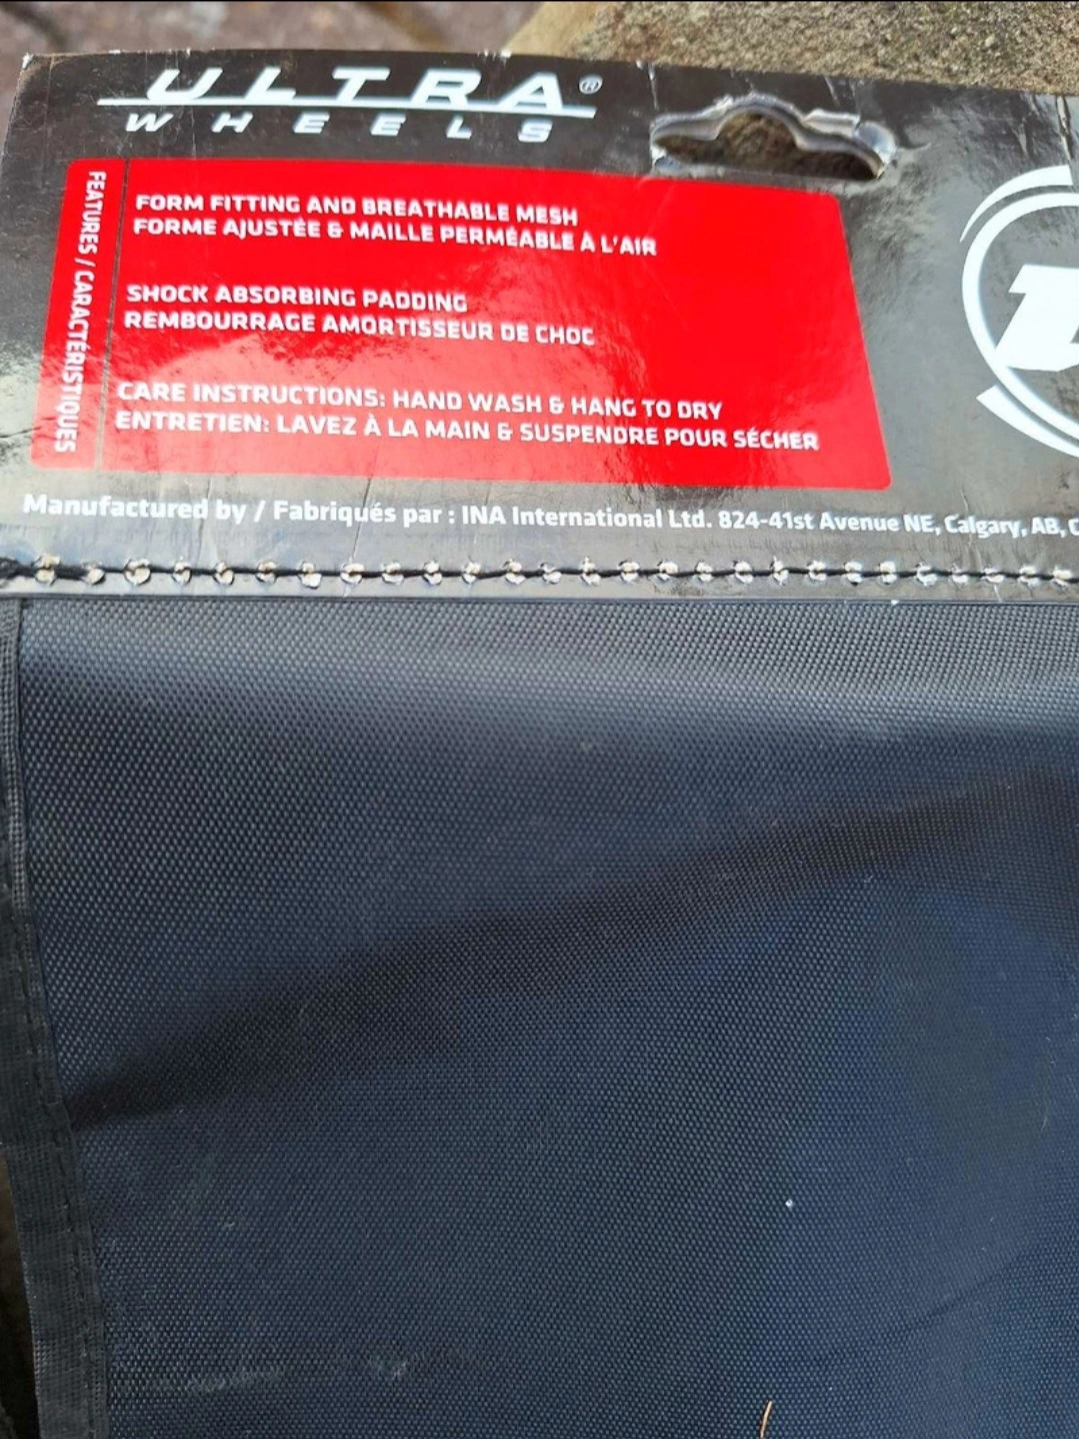 ULTRA®
WHEELS
FEATURES / CARACTÉRISTIQUES
FORM FITTING AND BREATHABLE MESH
FORME AJUSTÉE & MAILLE PERMÉABLE À L'AIR
SHOCK ABSORBING PADDING
REMBOURRAGE AMORTISSEUR DE CHOC
CARE INSTRUCTIONS: HAND WASH & HANG TO DRY
ENTRETIEN: LAVEZ À LA MAIN & SUSPENDRE POUR SÉCHER
Manufactured by / Fabriqués par : INA International Ltd. 824-41st Avenue NE, Calgary, AB,